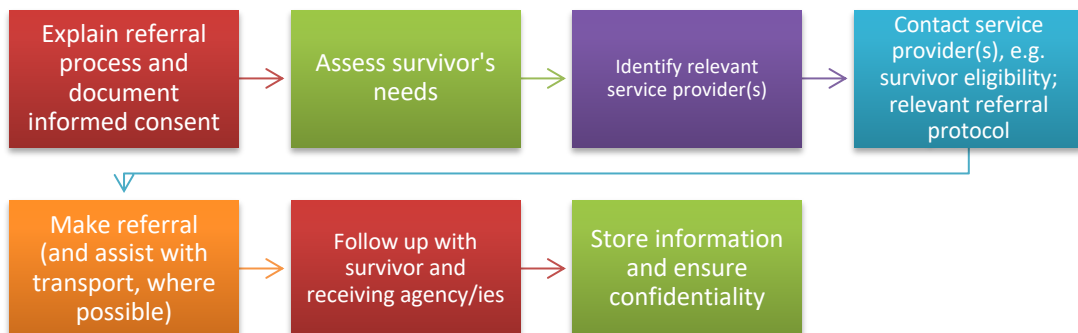 Explain referral
process and
document
informed consent
Assess survivor's
needs
Identify relevant
service provider(s)
Contact service
provider(s), e.g.
survivor eligibility;
relevant referral
protocol
Make referral
(and assist with
transport, where
possible)
Follow up with
survivor and
receiving agency/ies
Store information
and ensure
confidentiality